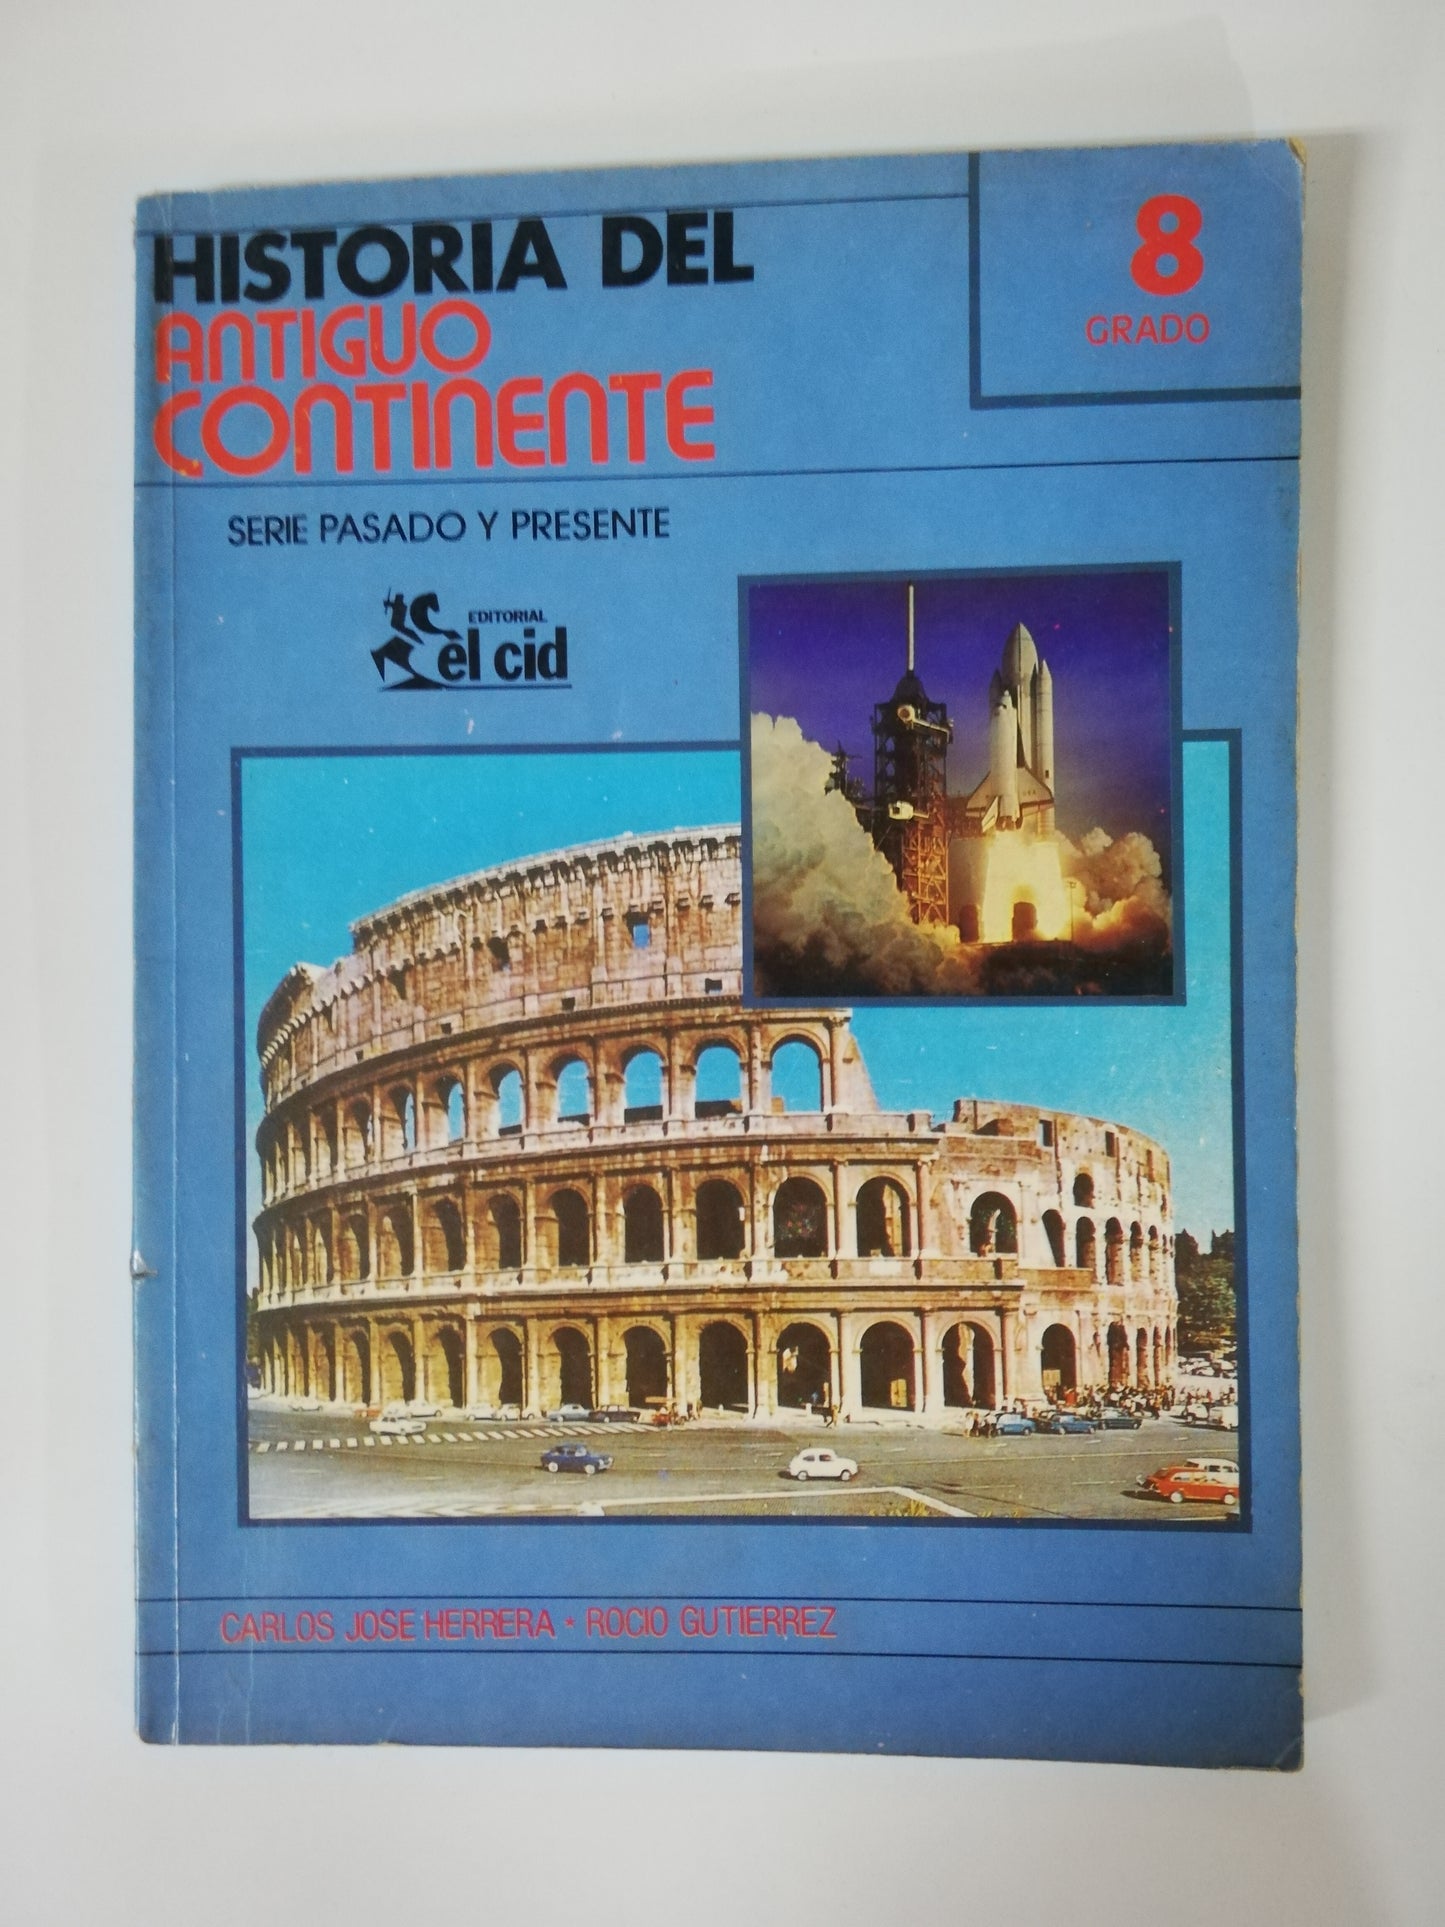 HISTORIA DEL
ANTIGUO
CONTINENTE
8
GRADO
SERIE PASADO Y PRESENTE
EDITORIAL
el cid
CARLOS JOSE HERRERA * ROCIO GUTIERREZ